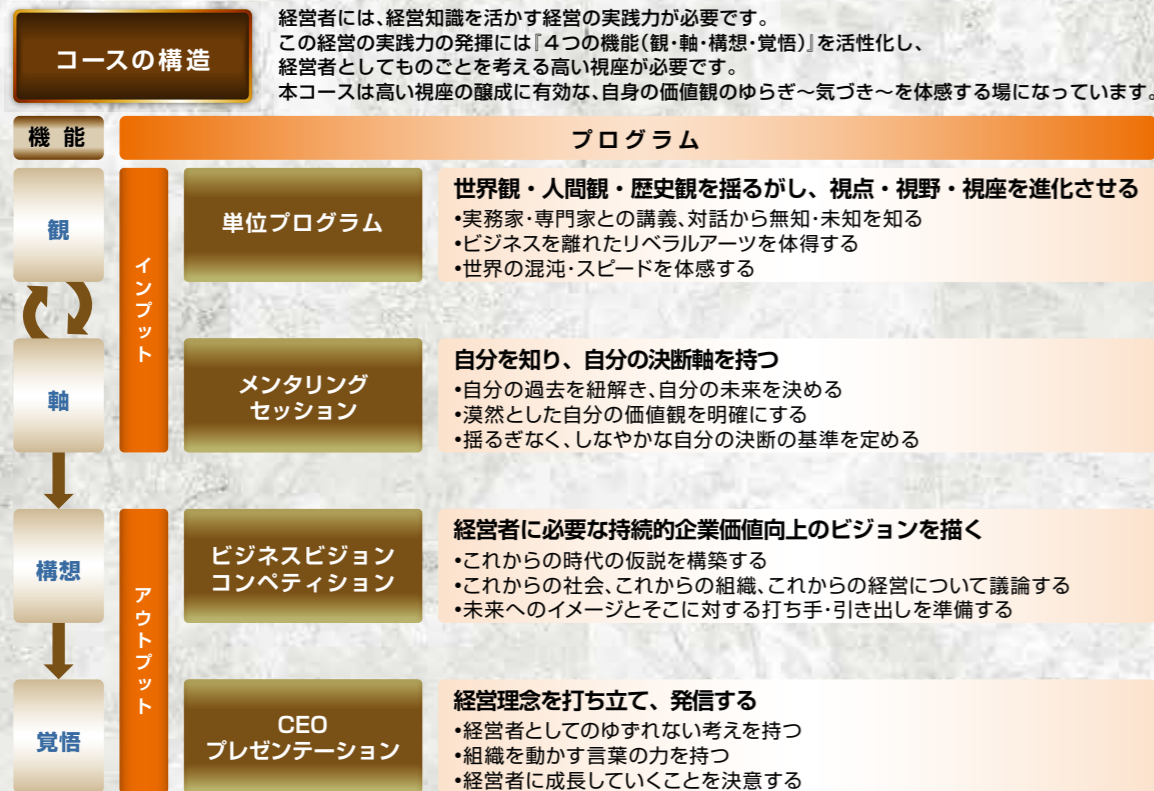 コースの構造
経営者には、経営知識を活かす経営の実践力が必要です。
この経営の実践力の発揮には『4つの機能(観・軸・構想・覚悟)』を活性化し、
経営者としてものごとを考える高い視座が必要です。
本コースは高い視座の醸成に有効な、自身の価値観のゆらぎ～気づき～を体感する場になっています。
機能
プログラム
観
インプット
単位プログラム
世界観・人間観・歴史観を揺るがし、視点・視野・視座を進化させる
•実務家・専門家との講義、対話から無知・未知を知る
•ビジネスを離れたリベラルアーツを体得する
•世界の混沌・スピードを体感する
軸
メンタリング
セッション
自分を知り、自分の決断軸を持つ
•自分の過去を紐解き、自分の未来を決める
•漠然とした自分の価値観を明確にする
•揺るぎなく、しなやかな自分の決断の基準を定める
構想
アウトプット
ビジネスビジョン
コンペティション
経営者に必要な持続的企業価値向上のビジョンを描く
•これからの時代の仮説を構築する
•これからの社会、これからの組織、これからの経営について議論する
•未来へのイメージとそこに対する打ち手・引き出しを準備する
覚悟
CEO
プレゼンテーション
経営理念を打ち立て、発信する
•経営者としてのゆずれない考えを持つ
•組織を動かす言葉の力を持つ
•経営者に成長していくことを決意する